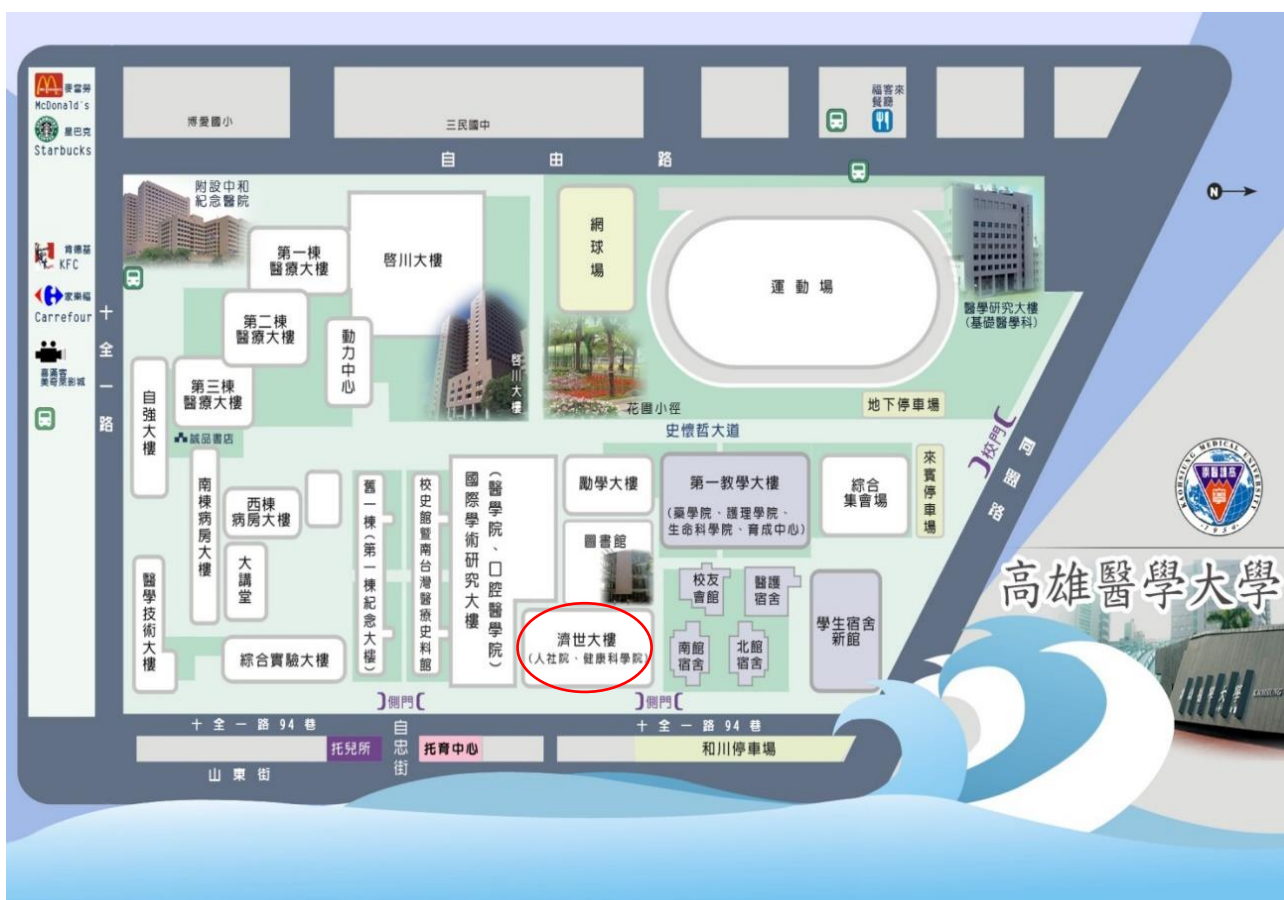 麥當勞
McDonald's
星巴克
Starbucks
肯德基
KFC
家樂福
Carrefour
喜滿客
美奇萊影城
十全一路
博愛國小
三民國中
福客來
餐廳
自由路
N
附設中和
紀念醫院
第一棟
醫療大樓
啓川大樓
網球場
運動場
醫學研究大樓
(基礎醫學科)
第二棟
醫療大樓
動力中心
啓川大樓
第三棟
醫療大樓
自強大樓
誠品書店
花園小徑
地下停車場
史懷哲大道
校門
同盟路
南棟病房大樓
西棟
病房大樓
大講堂
舊一棟(第一棟紀念大樓)
校史館暨南台灣醫療史料館
國際學術研究大樓
(醫學院、口腔醫學院)
勵學大樓
第一教學大樓
(藥學院、護理學院、
生命科學院、育成中心)
綜合
集會場
來賓停車場
圖書館
校友
會館
醫護
宿舍
醫學技術大樓
綜合實驗大樓
濟世大樓
(人社院、健康科學院)
南館
宿舍
北館
宿舍
學生宿舍
新館
側門
側門
十全一路94巷
自忠街
十全一路94巷
托兒所
托育中心
和川停車場
山東街
KAOHSIUNG MEDICAL UNIVERSITY
1954
高雄醫學大學